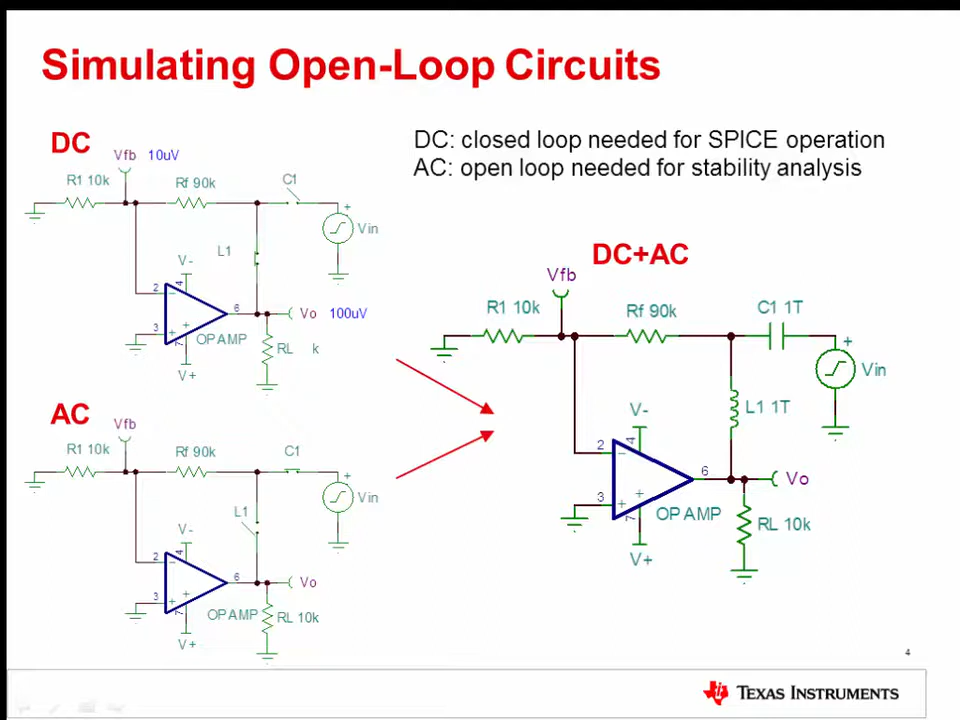 Simulating Open-Loop Circuits
DC: closed loop needed for SPICE operation
AC: open loop needed for stability analysis
DC
Vfb 10uV
R1 10k
Rf 90k
C1
+
Vin
L1
V-
4
2
-
6
3
+
+
7
OPAMP
Vo 100uV
RL k
V+
AC
Vfb
R1 10k
Rf 90k
C1
+
Vin
L1
V-
4
2
-
6
3
+
+
7
OPAMP
Vo
RL 10k
V+
DC+AC
Vfb
R1 10k
Rf 90k
C1 1T
+
Vin
L1 1T
V-
4
2
-
6
3
+
+
7
OPAMP
Vo
RL 10k
V+
4
TEXAS INSTRUMENTS